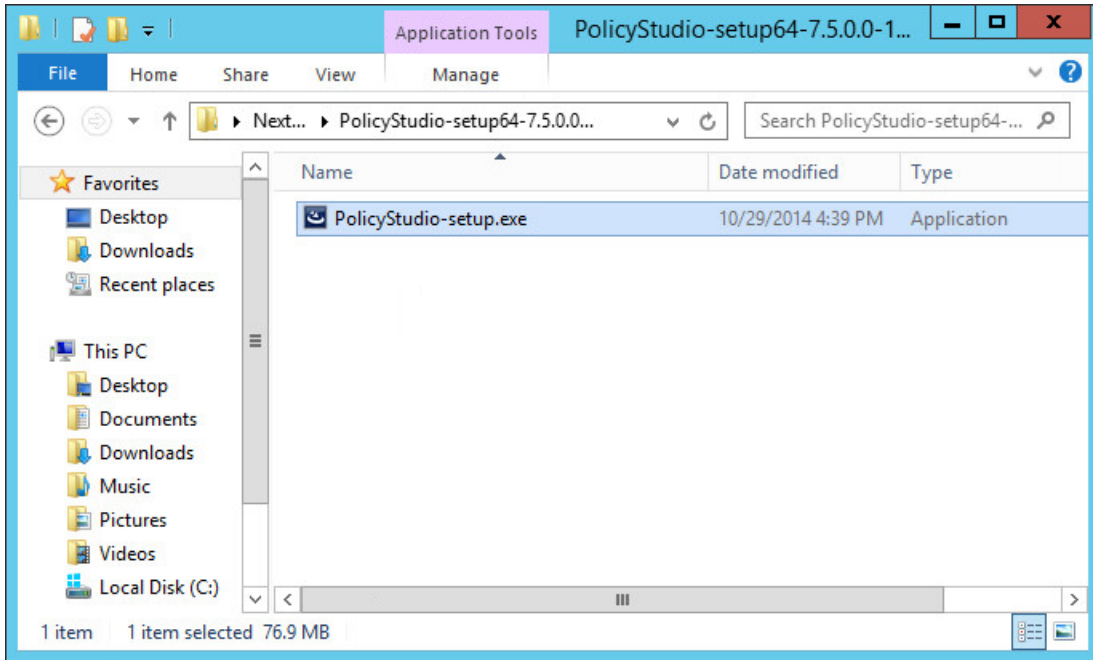 Application Tools PolicyStudio-setup64-7.5.0.0-1...
File Home Share View Manage
Next... PolicyStudio-setup64-7.5.0.0... Search PolicyStudio-setup64-...
Favorites
Desktop
Downloads
Recent places
This PC
Desktop
Documents
Downloads
Music
Pictures
Videos
Local Disk (C:)
Name Date modified Type
PolicyStudio-setup.exe 10/29/2014 4:39 PM Application
1 item 1 item selected 76.9 MB